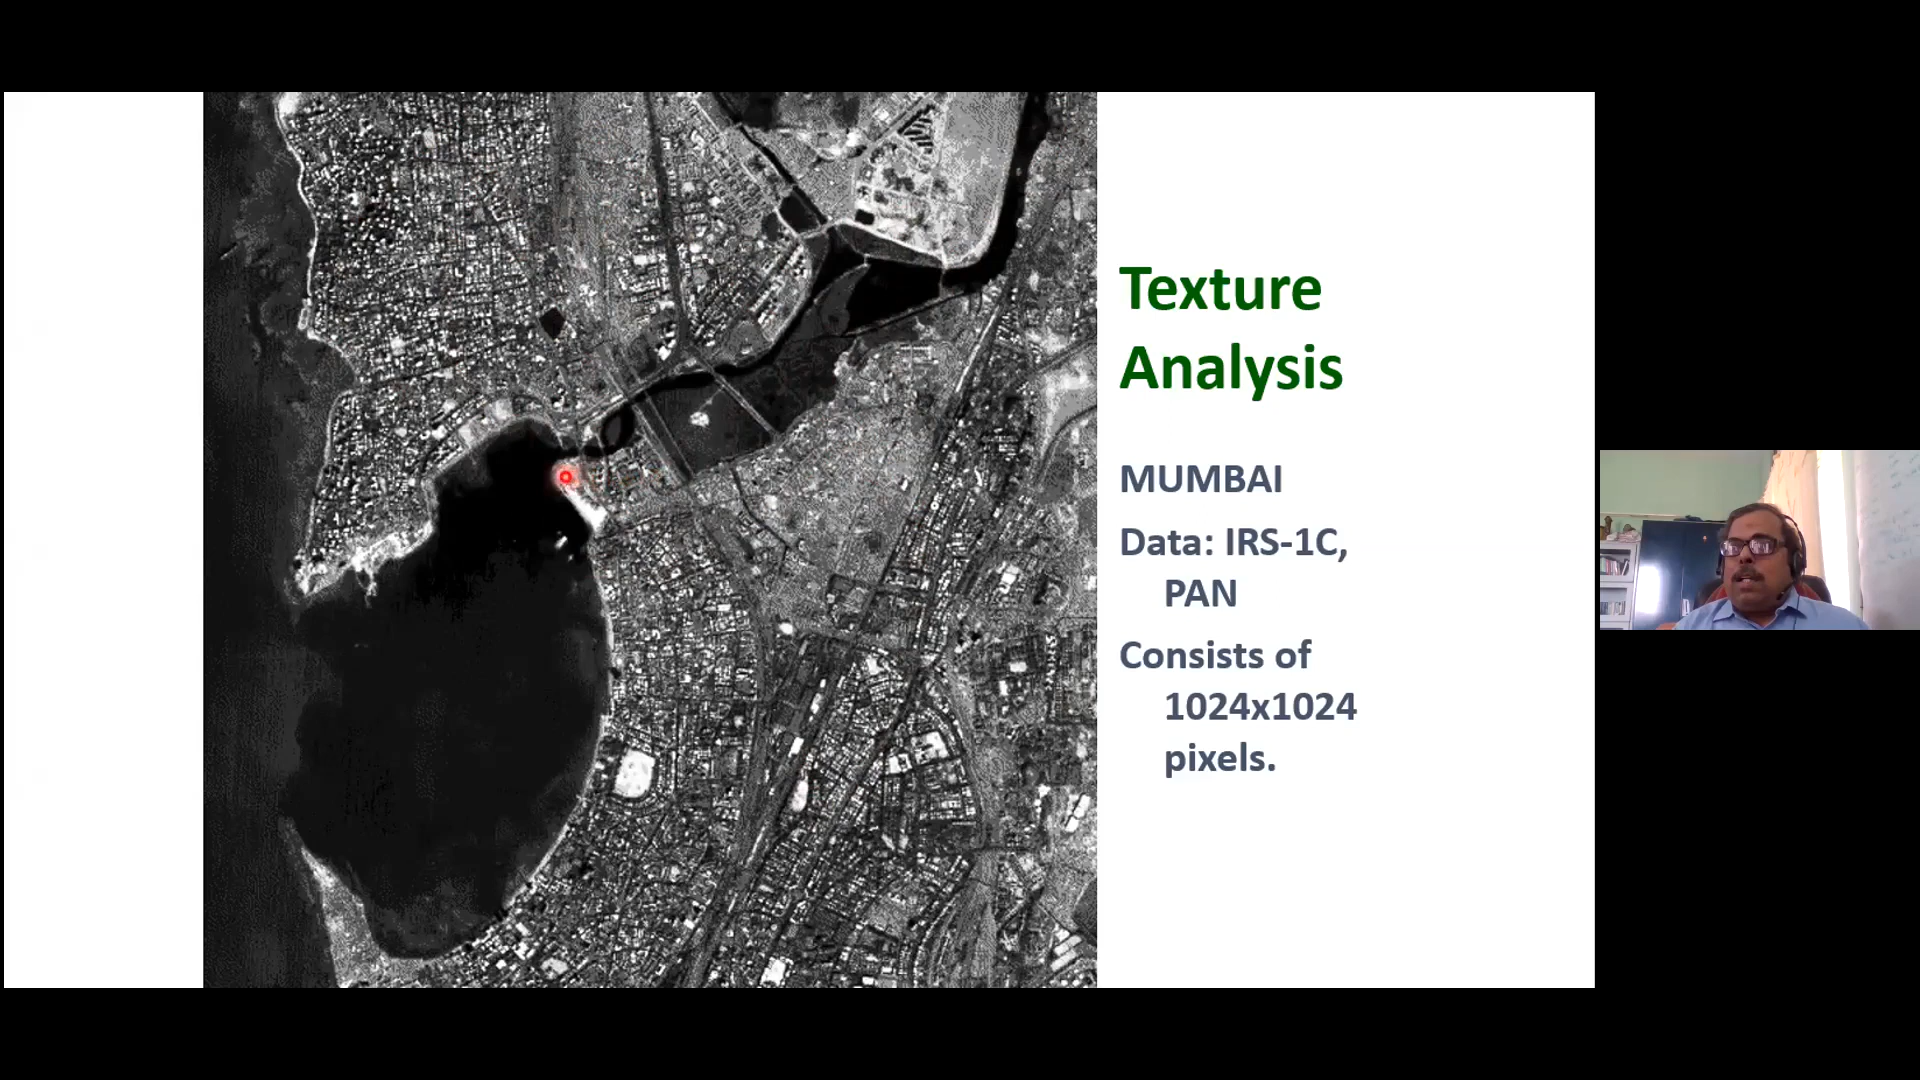 Texture
Analysis
MUMBAI
Data: IRS-1C,
PAN
Consists of
1024x1024
pixels.